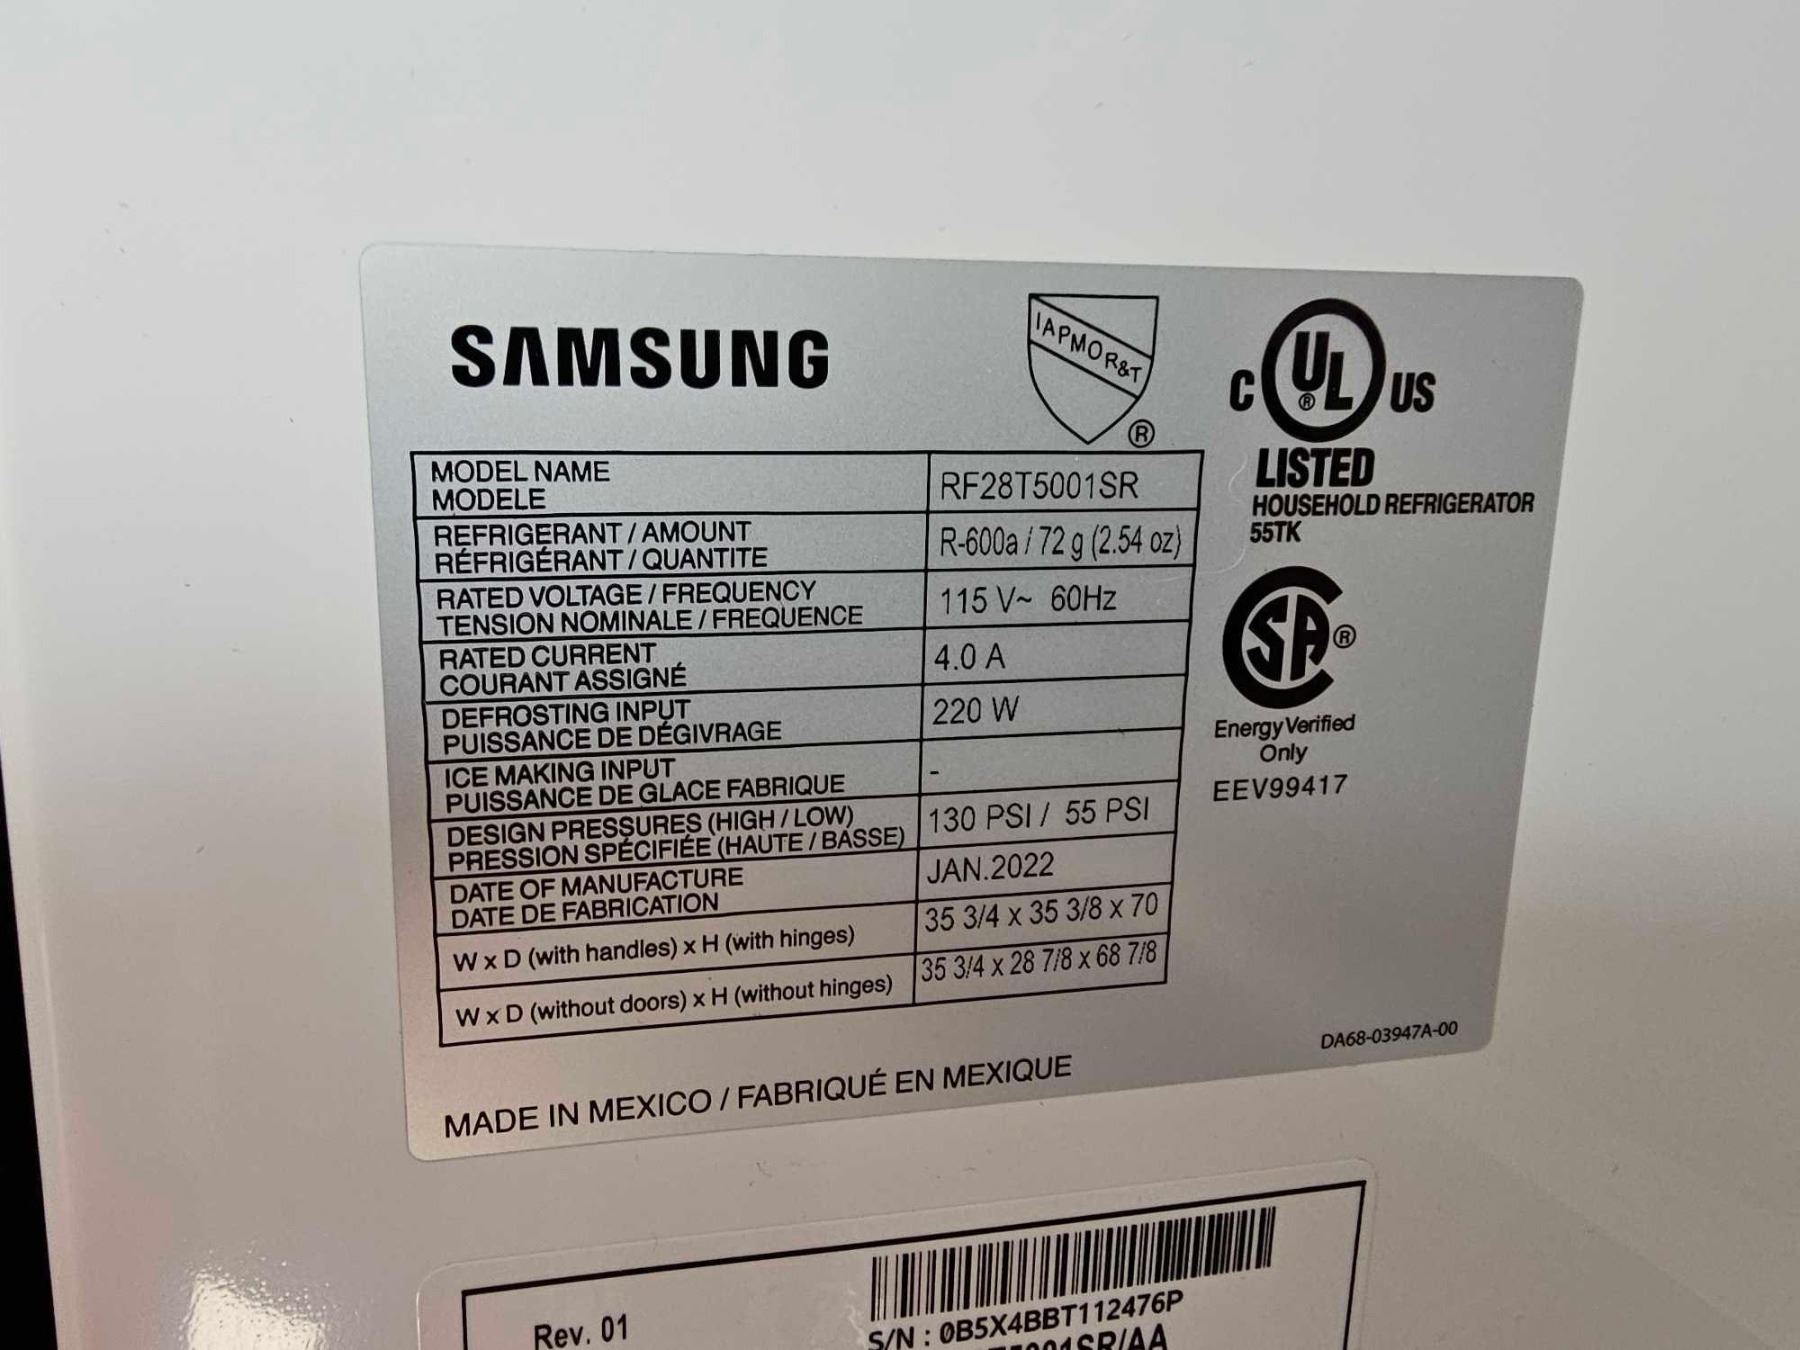 SAMSUNG
IAPMO R&T
®
C UL ® US
LISTED
HOUSEHOLD REFRIGERATOR
55TK
SA ®
Energy Verified
Only
EEV99417
MODEL NAME
MODELE
RF28T5001SR
REFRIGERANT / AMOUNT
RÉFRIGÉRANT / QUANTITE
R-600a / 72 g (2.54 oz)
RATED VOLTAGE / FREQUENCY
TENSION NOMINALE / FREQUENCE
115 V~ 60Hz
RATED CURRENT
COURANT ASSIGNÉ
4.0 A
DEFROSTING INPUT
PUISSANCE DE DÉGIVRAGE
220 W
ICE MAKING INPUT
PUISSANCE DE GLACE FABRIQUE
-
DESIGN PRESSURES (HIGH / LOW)
PRESSION SPÉCIFIÉE (HAUTE / BASSE)
130 PSI / 55 PSI
DATE OF MANUFACTURE
DATE DE FABRICATION
JAN.2022
W x D (with handles) x H (with hinges)
35 3/4 x 35 3/8 x 70
W x D (without doors) x H (without hinges)
35 3/4 x 28 7/8 x 68 7/8
DA68-03947A-00
MADE IN MEXICO / FABRIQUÉ EN MEXIQUE
Rev. 01
S/N : 0B5X4BBT112476P